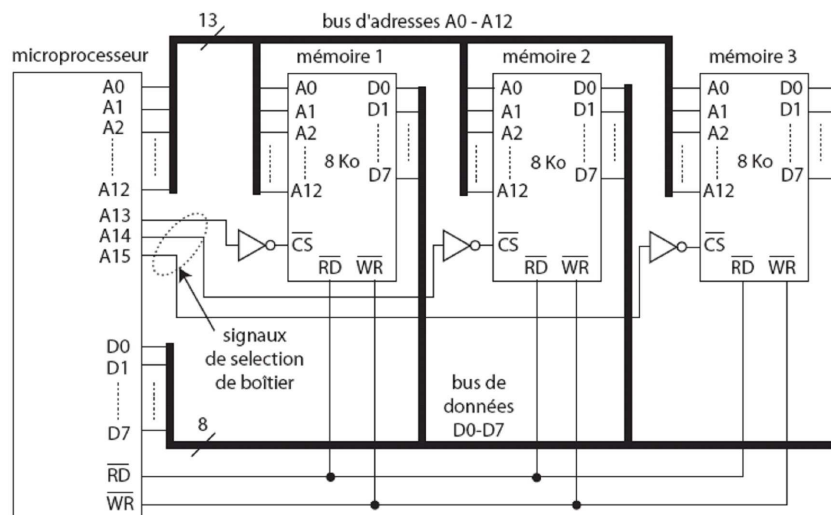 13
bus d'adresses A0 - A12
microprocesseur
mémoire 1
mémoire 2
mémoire 3
A0
A1
A2
A12
A13
A14
A15
D0
D1
D7
RD
WR
A0
A1
A2
A12
CS
D0
D1
D7
8 Ko
RD
WR
A0
A1
A2
A12
CS
D0
D1
D7
8 Ko
RD
WR
A0
A1
A2
A12
CS
D0
D1
D7
8 Ko
RD
WR
signaux
de selection
de boîtier
8
bus de
données
D0-D7